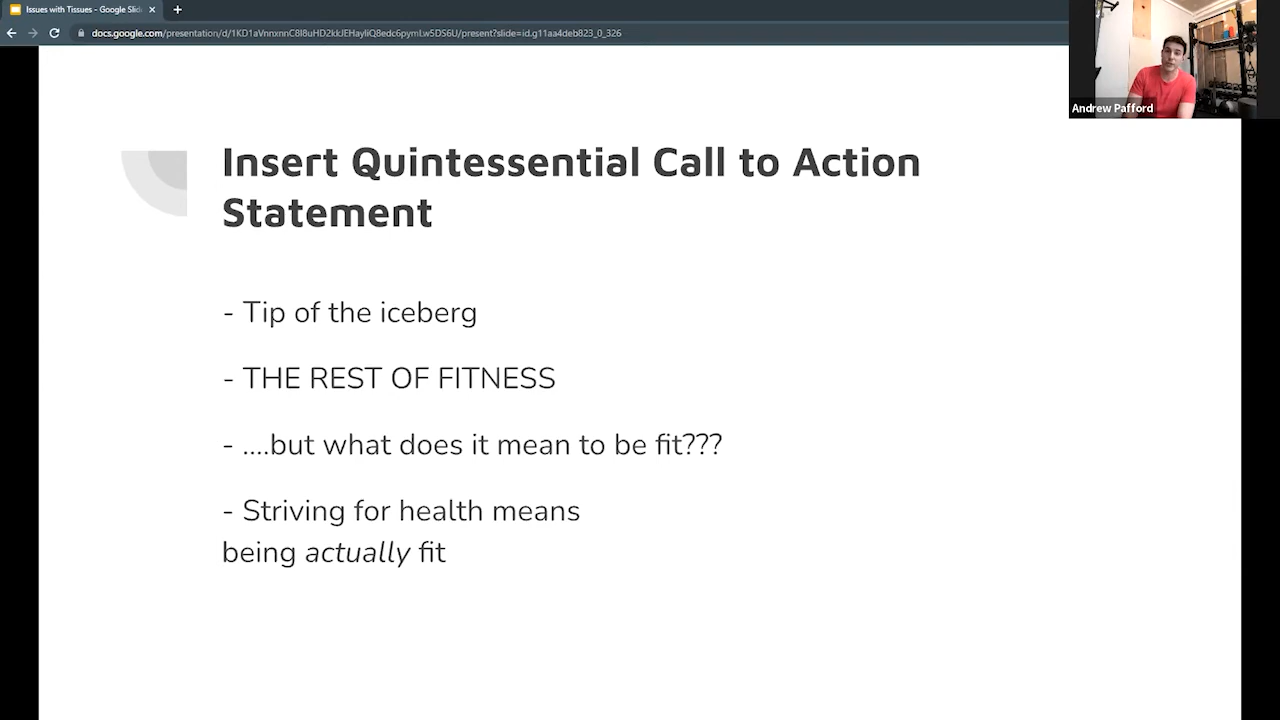 Issues with Tissues - Google Slid
docs.google.com/presentation/d/1KD1aVnnxnnC8l8uHD2kkJEHayliQ8edc6pymLw5DS6U/present?slide=id.g11aa4deb823_0_326
Andrew Pafford
Insert Quintessential Call to Action
Statement
- Tip of the iceberg
- THE REST OF FITNESS
- ....but what does it mean to be fit???
- Striving for health means
being actually fit